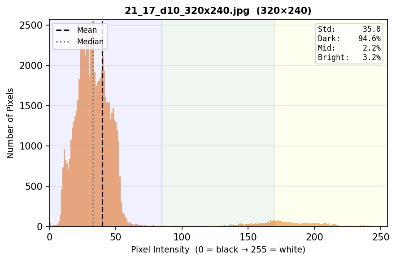 21_17_d10_320x240.jpg  (320×240)
Mean
Median
Std: 35.8
Dark: 94.6%
Mid: 2.2%
Bright: 3.2%
Number of Pixels
2500
2000
1500
1000
500
0
0 50 100 150 200 250
Pixel Intensity  (0 = black → 255 = white)